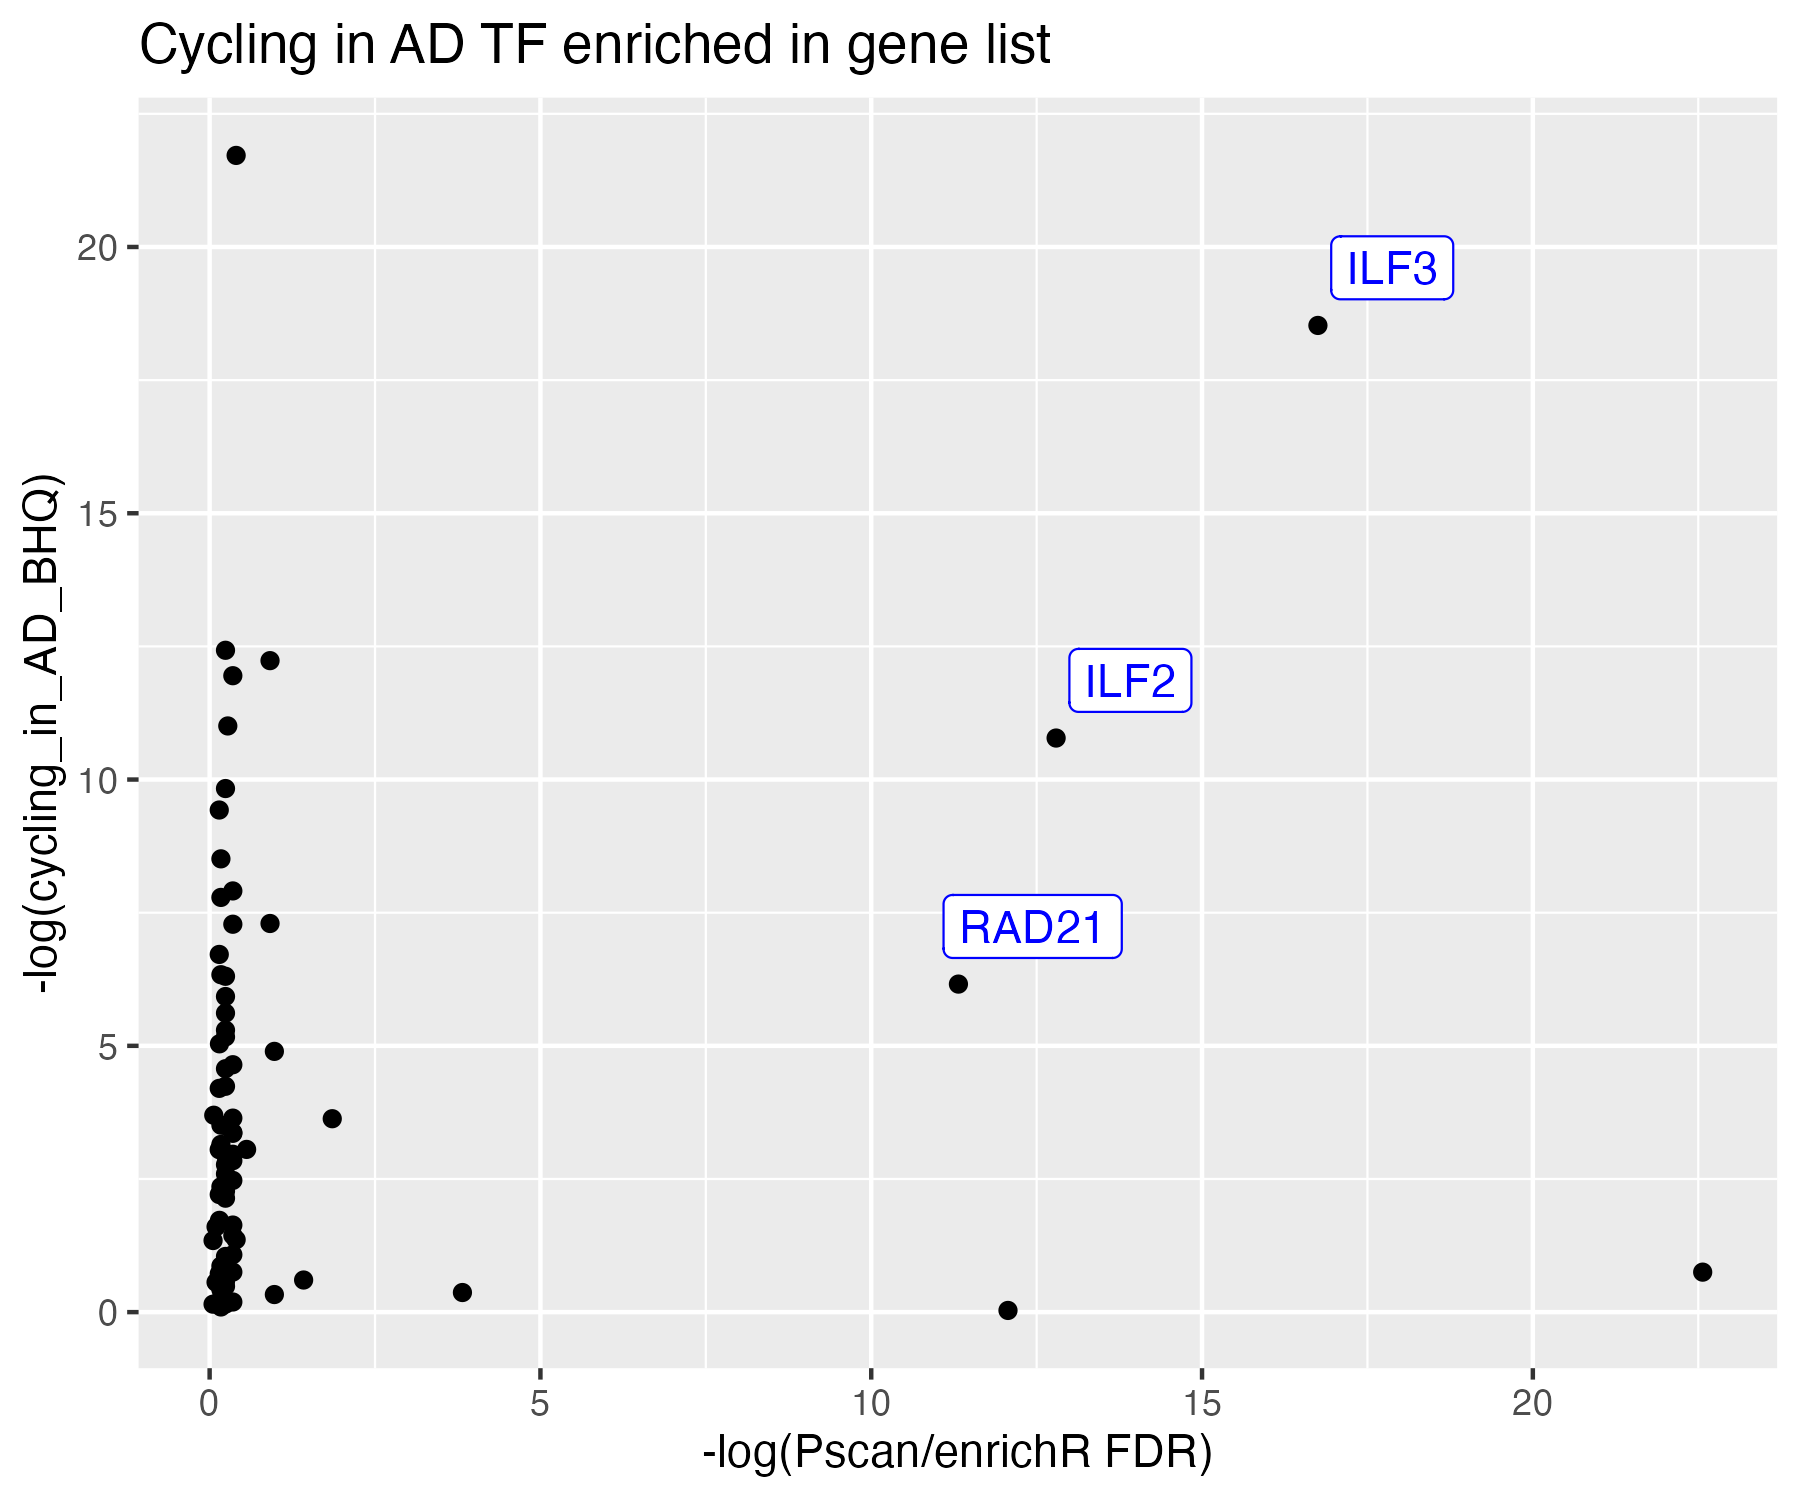 Cycling in AD TF enriched in gene list
-log(cycling_in_AD_BHQ)
20
15
10
5
0
ILF3
ILF2
RAD21
0
5
10
15
20
-log(Pscan/enrichR FDR)